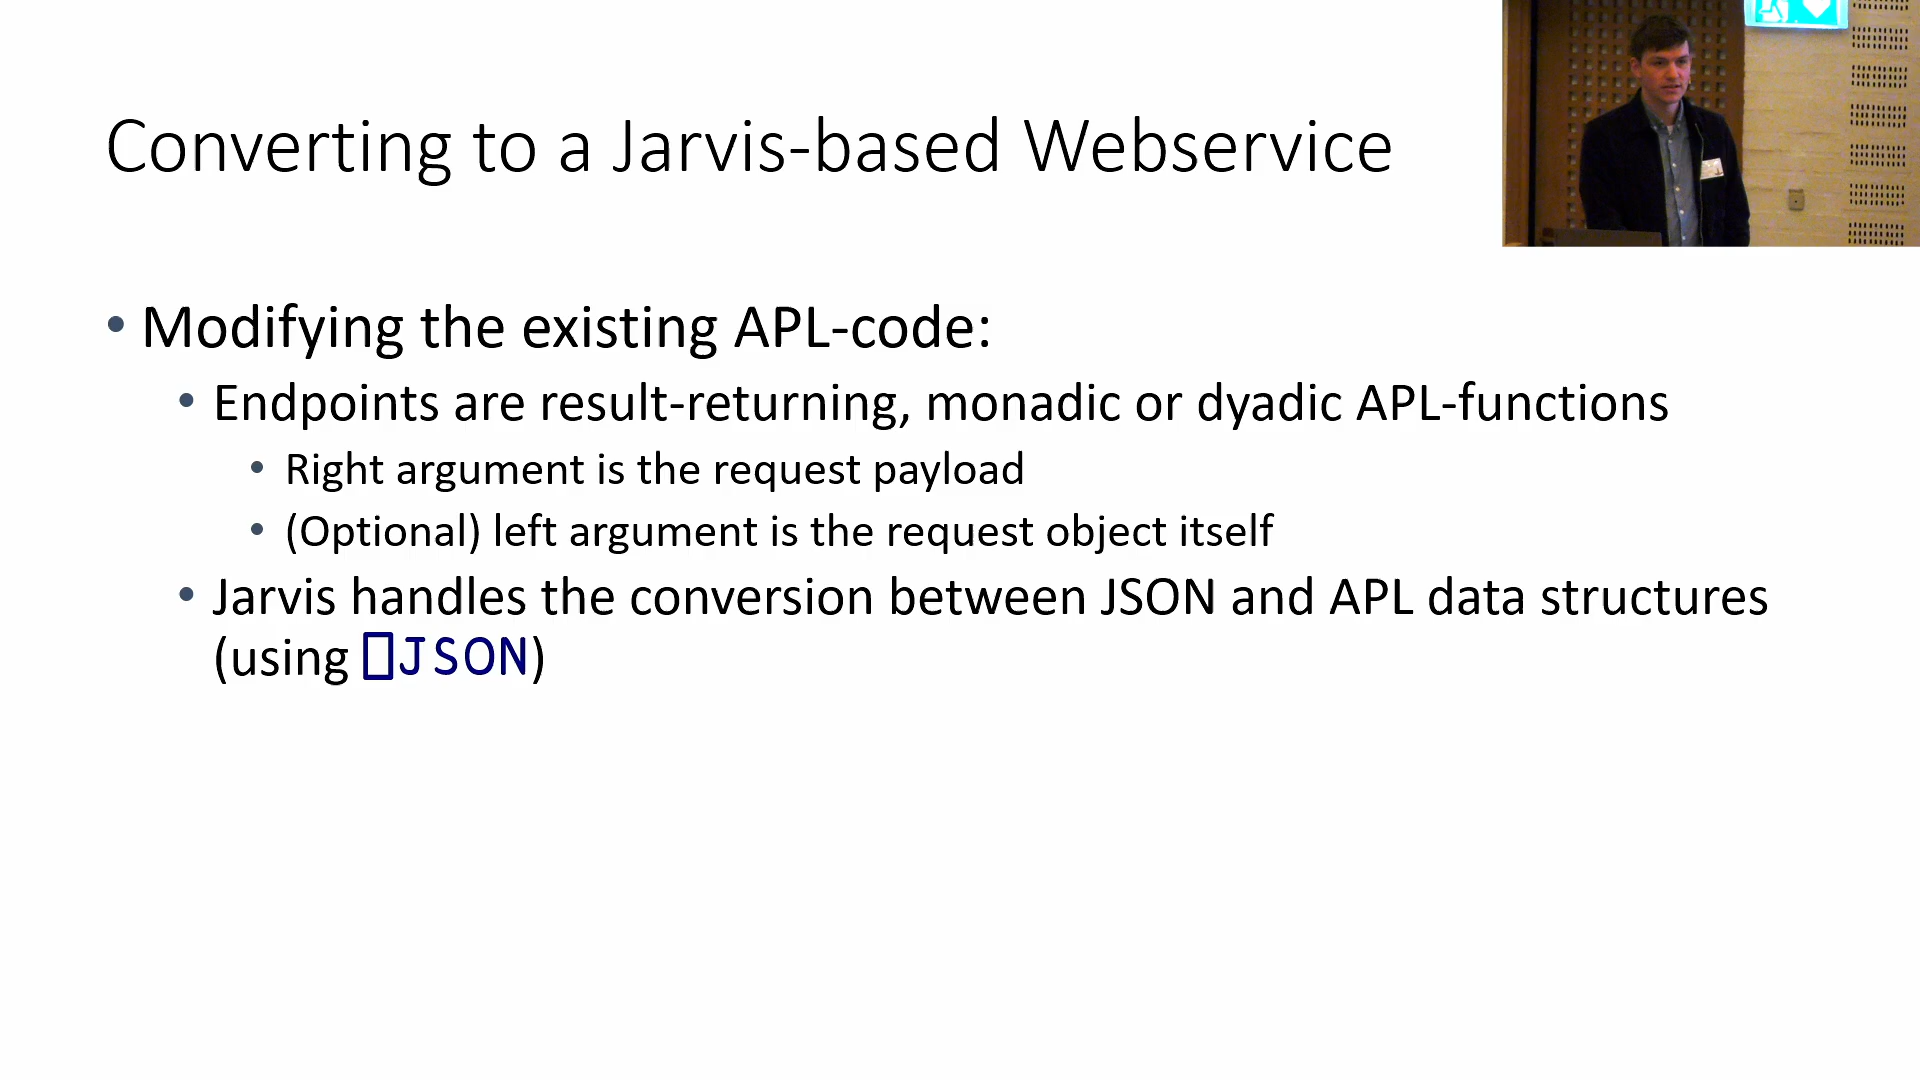 Converting to a Jarvis-based Webservice
• Modifying the existing APL-code:
• Endpoints are result-returning, monadic or dyadic APL-functions
• Right argument is the request payload
• (Optional) left argument is the request object itself
• Jarvis handles the conversion between JSON and APL data structures
(using ⎕JSON)